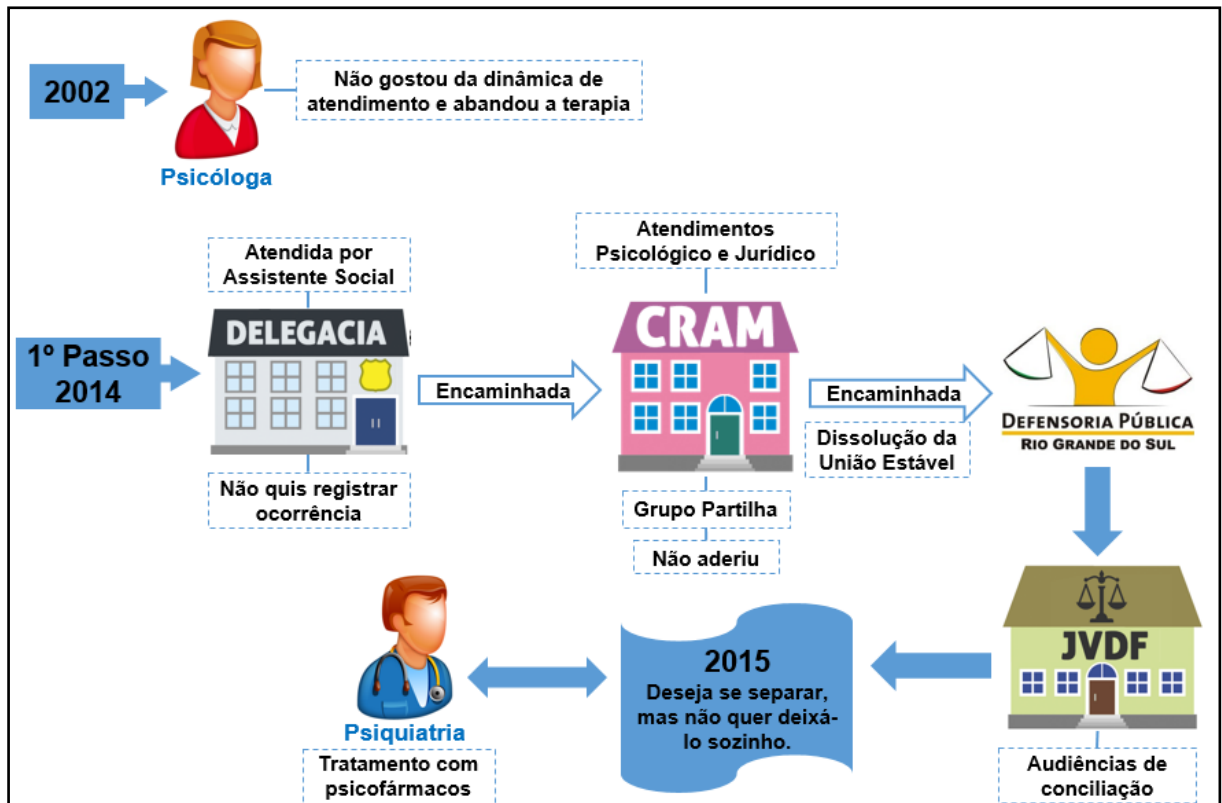 2002
Não gostou da dinâmica de
atendimento e abandou a terapia
Psicóloga
Atendida por
Assistente Social
Atendimentos
Psicológico e Jurídico
1º Passo
2014
DELEGACIA
Encaminhada
CRAM
Encaminhada
Dissolução da
União Estável
DEFENSORIA PÚBLICA
RIO GRANDE DO SUL
Não quis registrar
ocorrência
Grupo Partilha
Não aderiu
JVDF
Audiências de
conciliação
2015
Deseja se separar,
mas não quer deixá-
lo sozinho.
Psiquiatria
Tratamento com
psicofármacos